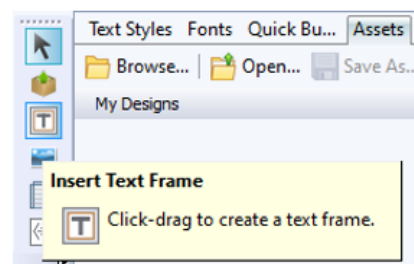 Text Styles Fonts Quick Bu... Assets
Browse... Open... Save As...
My Designs
T
Insert Text Frame
T Click-drag to create a text frame.